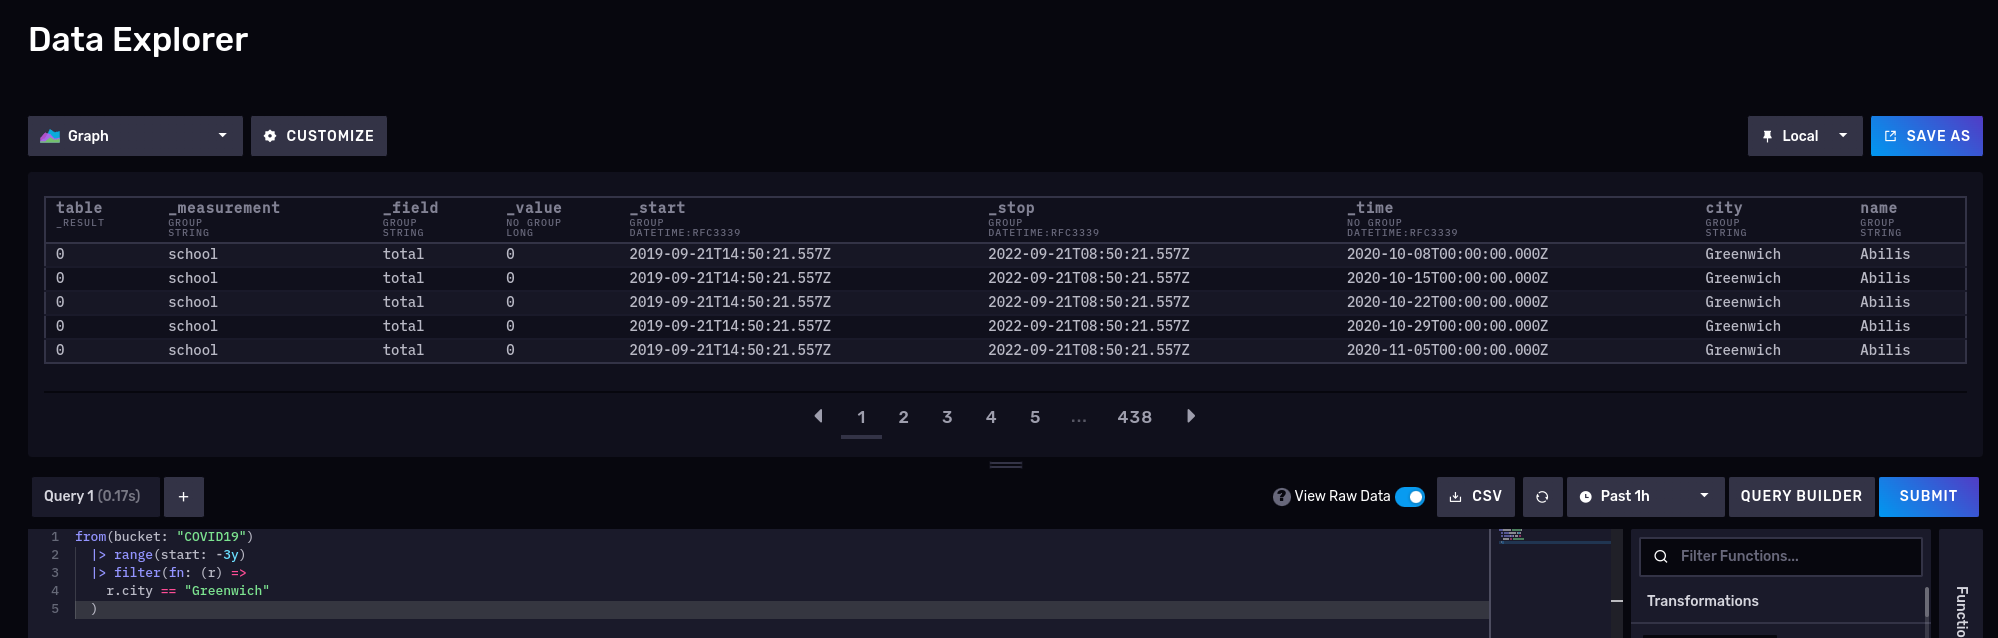 Data Explorer
Graph CUSTOMIZE Local SAVE AS
table _measurement _field _value _start _stop _time city name
_RESULT GROUP GROUP NO GROUP GROUP GROUP NO GROUP GROUP GROUP
STRING STRING LONG DATETIME:RFC3339 DATETIME:RFC3339 DATETIME:RFC3339 STRING STRING
0 school total 0 2019-09-21T14:50:21.557Z 2022-09-21T08:50:21.557Z 2020-10-08T00:00:00.000Z Greenwich Abilis
0 school total 0 2019-09-21T14:50:21.557Z 2022-09-21T08:50:21.557Z 2020-10-15T00:00:00.000Z Greenwich Abilis
0 school total 0 2019-09-21T14:50:21.557Z 2022-09-21T08:50:21.557Z 2020-10-22T00:00:00.000Z Greenwich Abilis
0 school total 0 2019-09-21T14:50:21.557Z 2022-09-21T08:50:21.557Z 2020-10-29T00:00:00.000Z Greenwich Abilis
0 school total 0 2019-09-21T14:50:21.557Z 2022-09-21T08:50:21.557Z 2020-11-05T00:00:00.000Z Greenwich Abilis
1 2 3 4 5 ... 438
Query 1 (0.17s) + ? View Raw Data CSV Past 1h QUERY BUILDER SUBMIT
1 from(bucket: "COVID19")
2 |> range(start: -3y)
3 |> filter(fn: (r) =>
4 r.city == "Greenwich"
5 )
Filter Functions...
Transformations